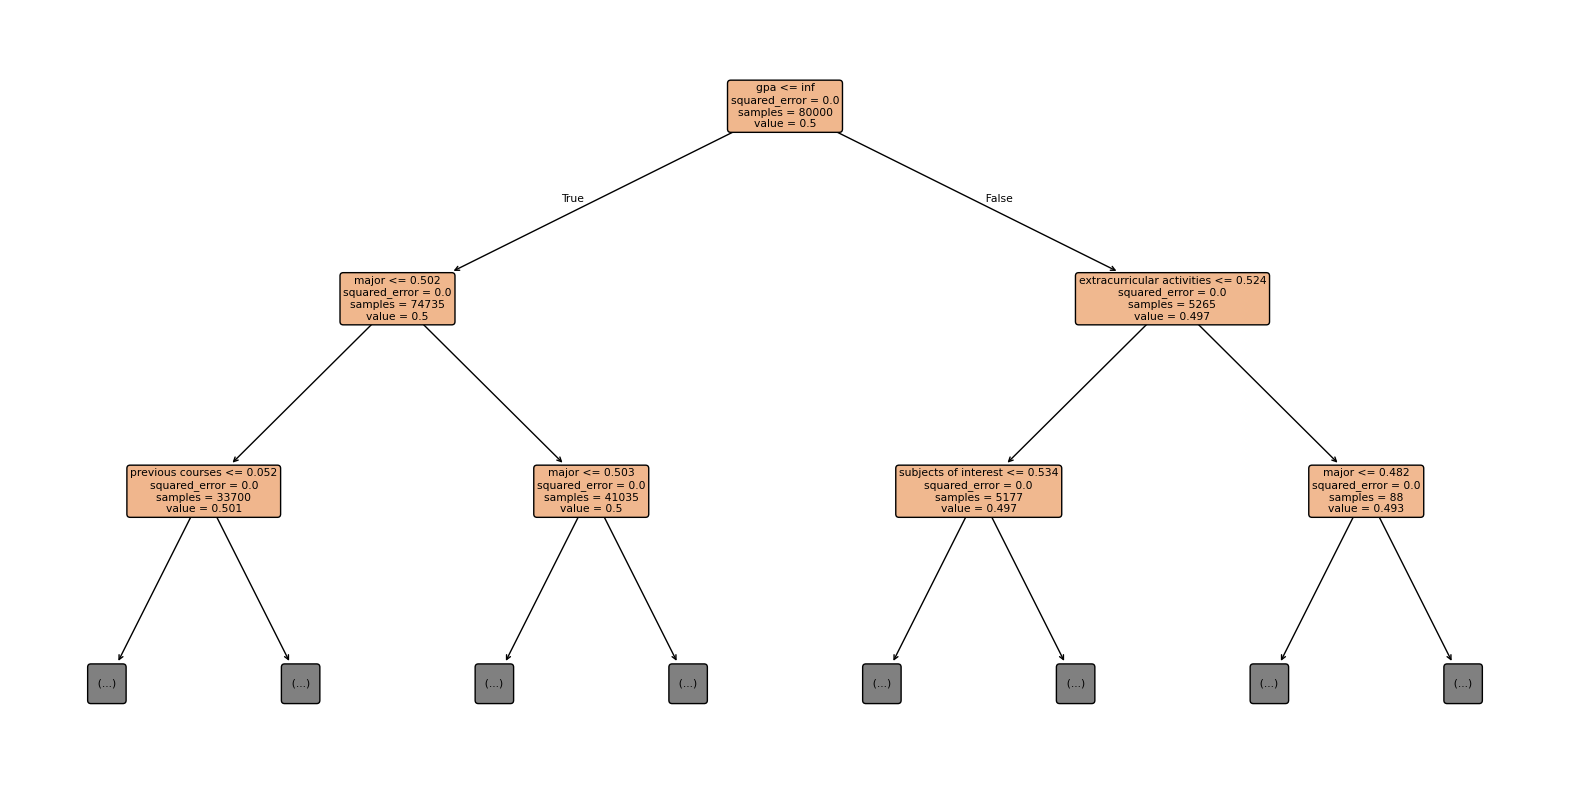 gpa <= inf
squared_error = 0.0
samples = 80000
value = 0.5
True
False
major <= 0.502
squared_error = 0.0
samples = 74735
value = 0.5
extracurricular activities <= 0.524
squared_error = 0.0
samples = 5265
value = 0.497
previous courses <= 0.052
squared_error = 0.0
samples = 33700
value = 0.501
major <= 0.503
squared_error = 0.0
samples = 41035
value = 0.5
subjects of interest <= 0.534
squared_error = 0.0
samples = 5177
value = 0.497
major <= 0.482
squared_error = 0.0
samples = 88
value = 0.493
(...)
(...)
(...)
(...)
(...)
(...)
(...)
(...)